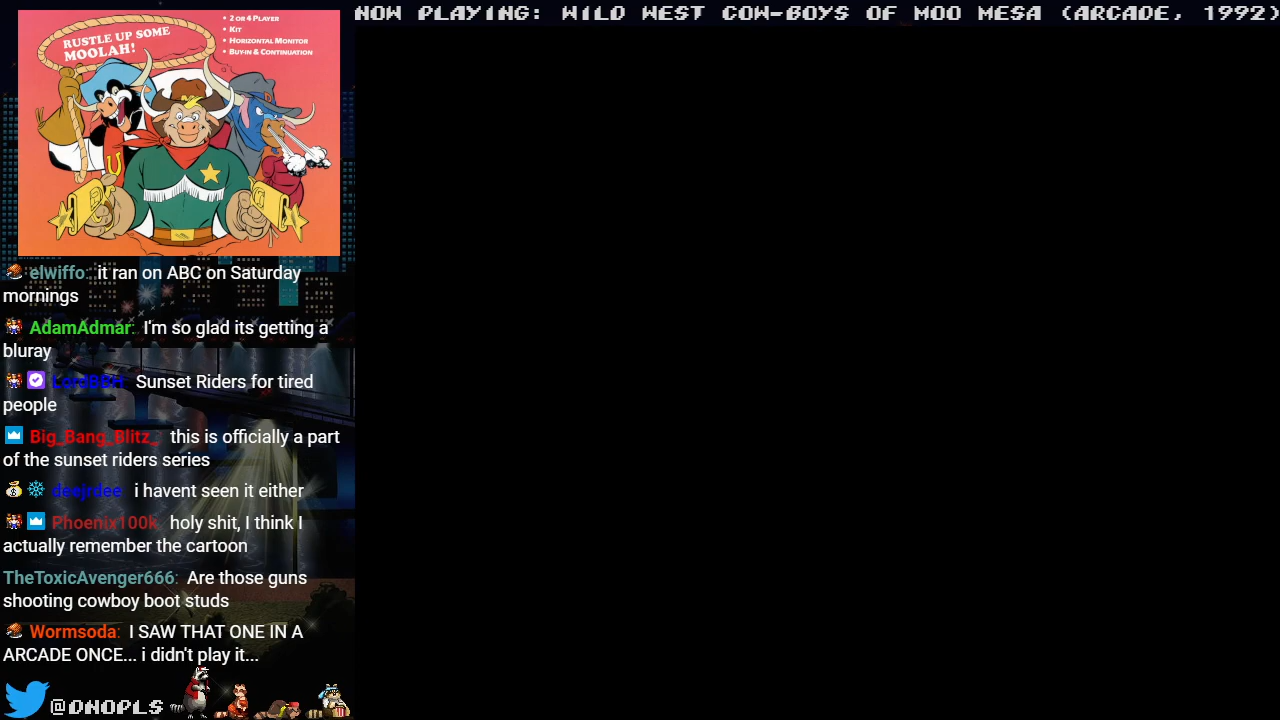 NOW PLAYING: WILD WEST COW-BOYS OF MOO MESA (ARCADE, 1992)
RUSTLE UP SOME
MOOLAH!
• 2 OR 4 PLAYER
• KIT
• HORIZONTAL MONITOR
• BUY-IN & CONTINUATION
elwiffo: it ran on ABC on Saturday
mornings
AdamAdmar: I'm so glad its getting a
bluray
LordBBH: Sunset Riders for tired
people
Big_Bang_Blitz_: this is officially a part
of the sunset riders series
deejrdee: i havent seen it either
Phoenix100k: holy shit, I think I
actually remember the cartoon
TheToxicAvenger666: Are those guns
shooting cowboy boot studs
Wormsoda: I SAW THAT ONE IN A
ARCADE ONCE... i didn't play it...
@OHOPLS